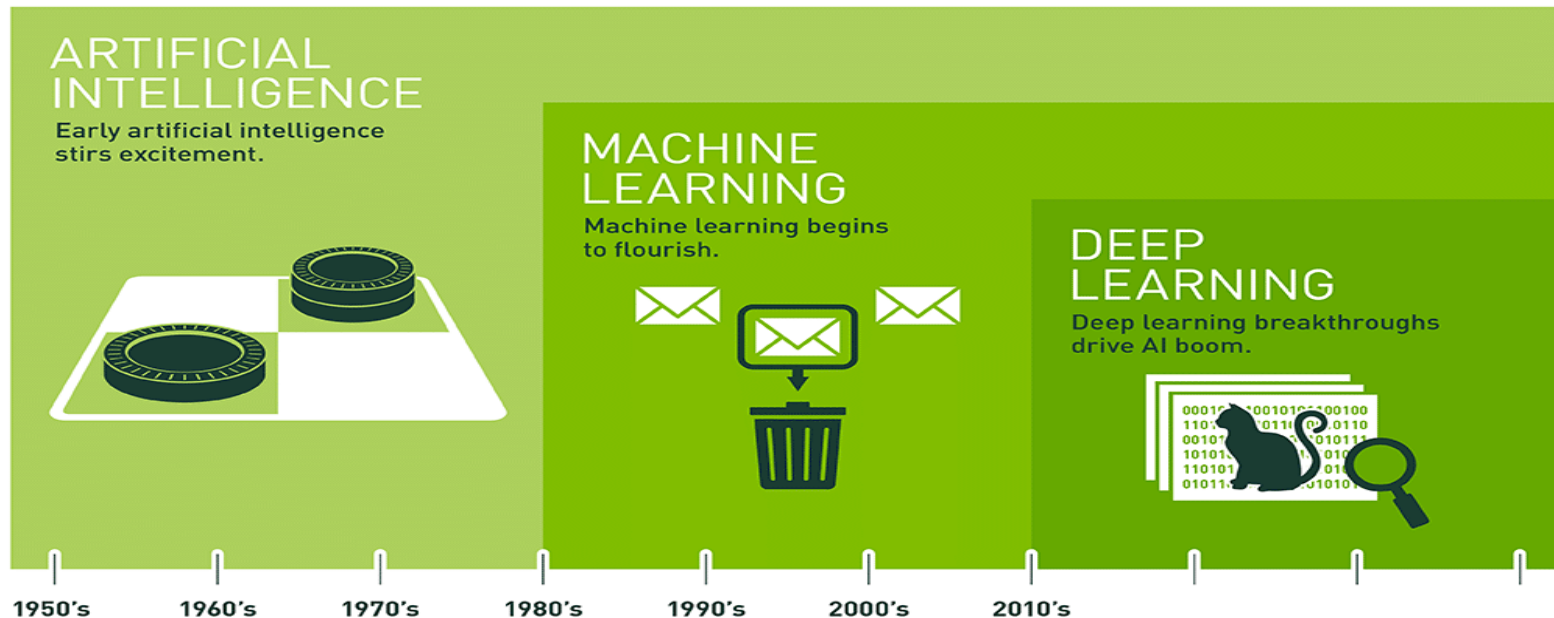 ARTIFICIAL
INTELLIGENCE
Early artificial intelligence
stirs excitement.
MACHINE
LEARNING
Machine learning begins
to flourish.
DEEP
LEARNING
Deep learning breakthroughs
drive AI boom.
1950's 1960's 1970's 1980's 1990's 2000's 2010's